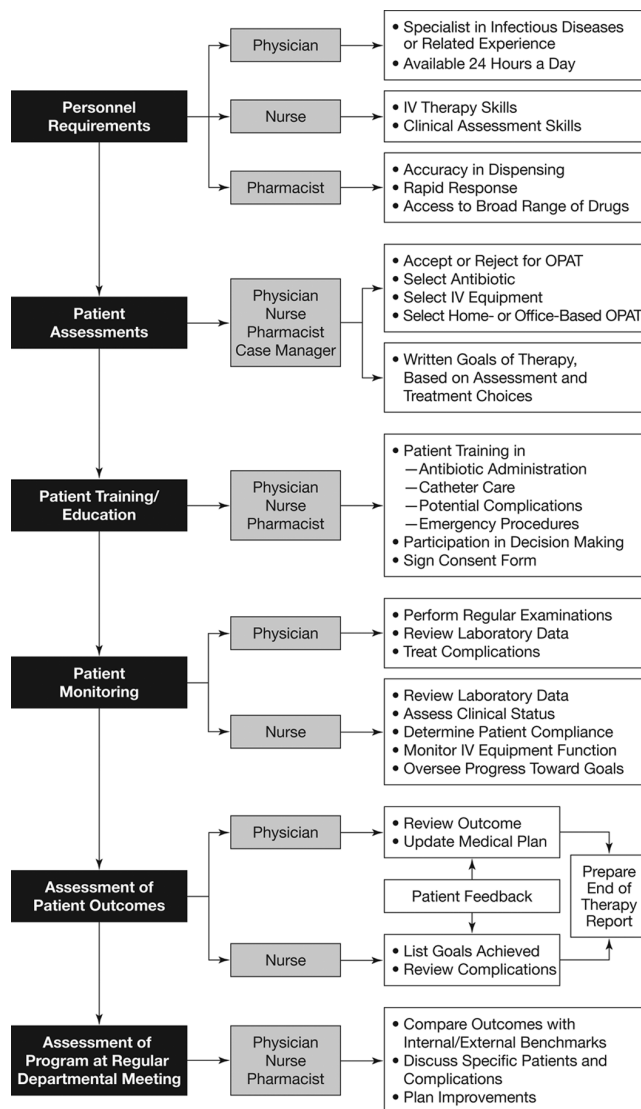 Personnel
Requirements
Physician
• Specialist in Infectious Diseases
or Related Experience
• Available 24 Hours a Day
Nurse
• IV Therapy Skills
• Clinical Assessment Skills
Pharmacist
• Accuracy in Dispensing
• Rapid Response
• Access to Broad Range of Drugs
Patient
Assessments
Physician
Nurse
Pharmacist
Case Manager
• Accept or Reject for OPAT
• Select Antibiotic
• Select IV Equipment
• Select Home- or Office-Based OPAT
• Written Goals of Therapy,
Based on Assessment and
Treatment Choices
Patient Training/
Education
Physician
Nurse
Pharmacist
• Patient Training in
—Antibiotic Administration
—Catheter Care
—Potential Complications
—Emergency Procedures
• Participation in Decision Making
• Sign Consent Form
Patient
Monitoring
Physician
• Perform Regular Examinations
• Review Laboratory Data
• Treat Complications
Nurse
• Review Laboratory Data
• Assess Clinical Status
• Determine Patient Compliance
• Monitor IV Equipment Function
• Oversee Progress Toward Goals
Assessment of
Patient Outcomes
Physician
• Review Outcome
• Update Medical Plan
Patient Feedback
Nurse
• List Goals Achieved
• Review Complications
Prepare
End of
Therapy
Report
Assessment of
Program at Regular
Departmental Meeting
Physician
Nurse
Pharmacist
• Compare Outcomes with
Internal/External Benchmarks
• Discuss Specific Patients and
Complications
• Plan Improvements